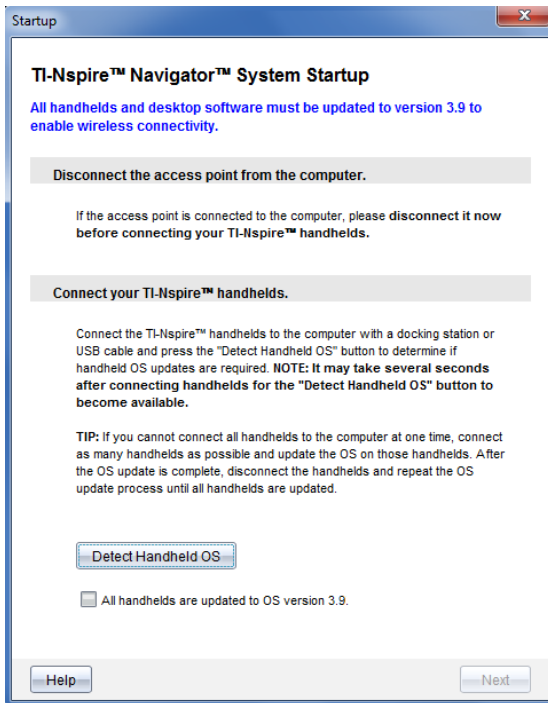 Startup
TI-Nspire™ Navigator™ System Startup
All handhelds and desktop software must be updated to version 3.9 to
enable wireless connectivity.
Disconnect the access point from the computer.
If the access point is connected to the computer, please disconnect it now
before connecting your TI-Nspire™ handhelds.
Connect your TI-Nspire™ handhelds.
Connect the TI-Nspire™ handhelds to the computer with a docking station or
USB cable and press the "Detect Handheld OS" button to determine if
handheld OS updates are required. NOTE: It may take several seconds
after connecting handhelds for the "Detect Handheld OS" button to
become available.
TIP: If you cannot connect all handhelds to the computer at one time, connect
as many handhelds as possible and update the OS on those handhelds. After
the OS update is complete, disconnect the handhelds and repeat the OS
update process until all handhelds are updated.
Detect Handheld OS
All handhelds are updated to OS version 3.9.
Help
Next